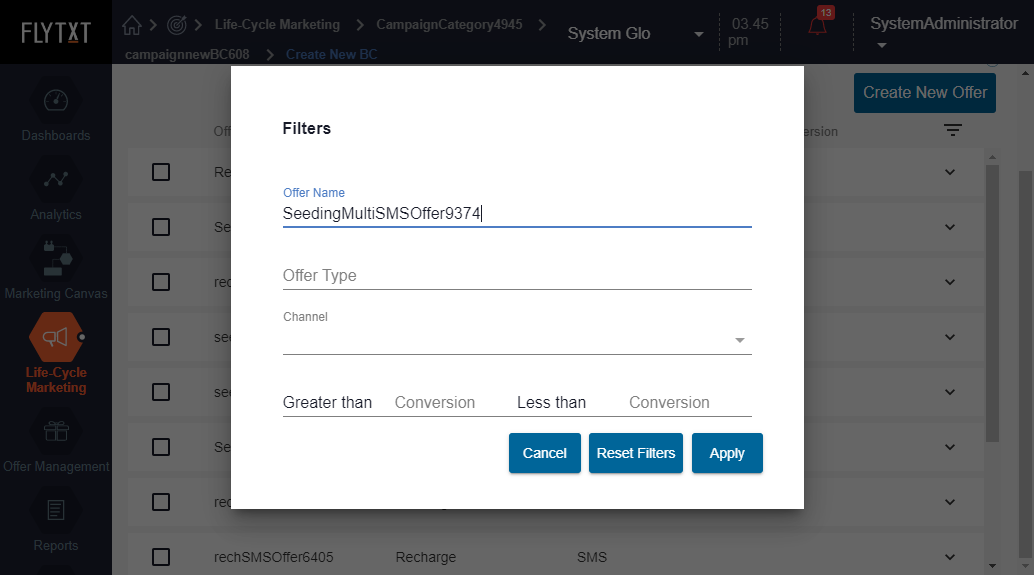 FLYTXT
Life-Cycle Marketing
CampaignCategory4945
campaignnewBC608
Create New BC
System Glo
03.45
pm
13
SystemAdministrator
Dashboards
Analytics
Marketing Canvas
Life-Cycle
Marketing
Offer Management
Reports
Create New Offer
Of
ersion
Re
Se
rec
see
see
Se
rec
rechSMSOffer6405 Recharge SMS
Filters
Offer Name
SeedingMultiSMSOffer9374
Offer Type
Channel
Greater than Conversion Less than Conversion
Cancel Reset Filters Apply